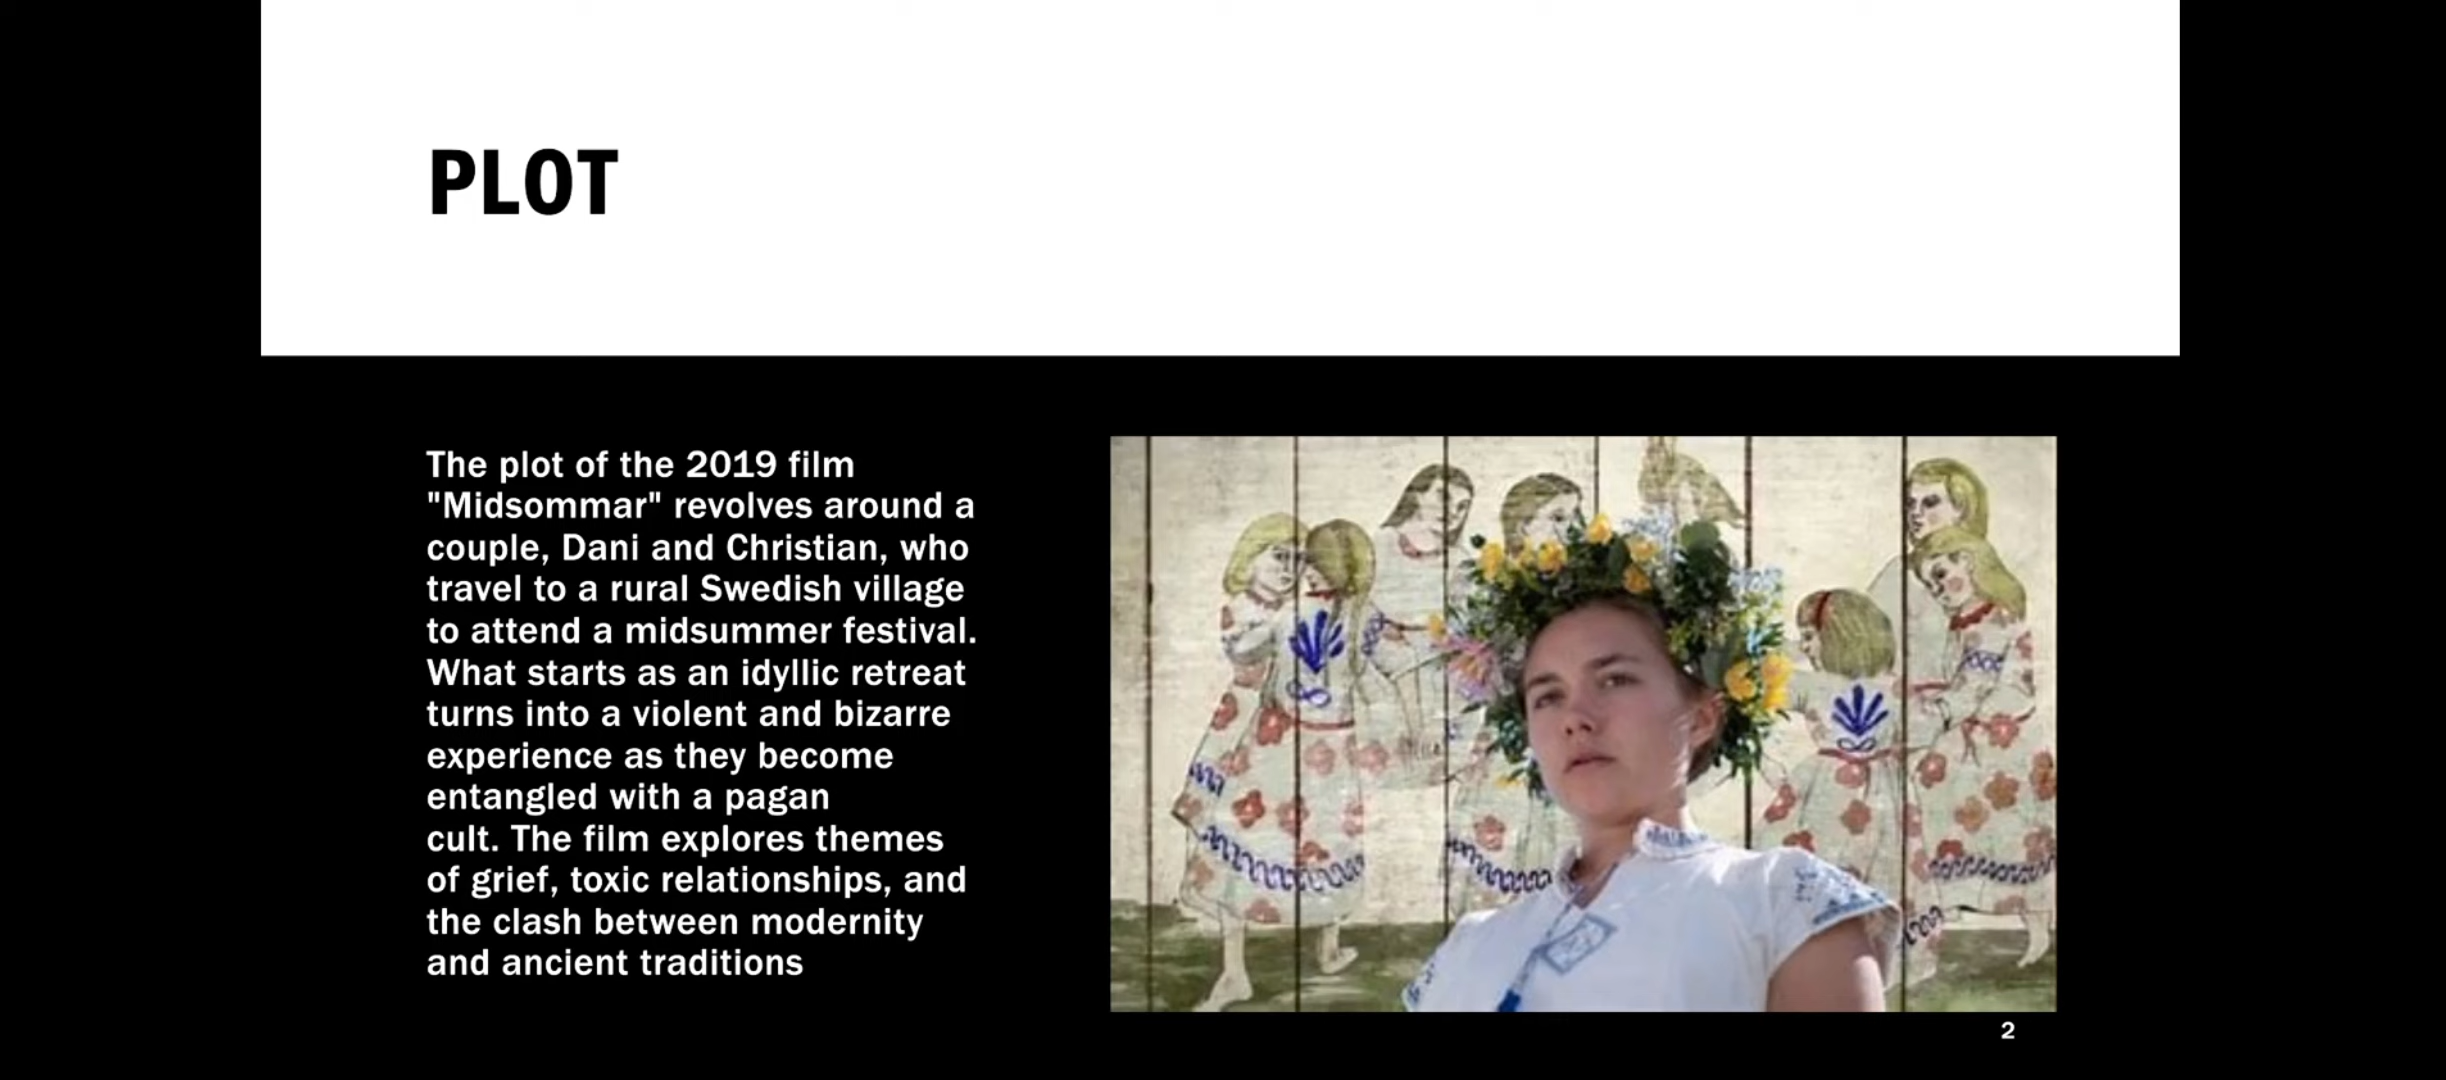 PLOT
The plot of the 2019 film
"Midsommar" revolves around a
couple, Dani and Christian, who
travel to a rural Swedish village
to attend a midsummer festival.
What starts as an idyllic retreat
turns into a violent and bizarre
experience as they become
entangled with a pagan
cult. The film explores themes
of grief, toxic relationships, and
the clash between modernity
and ancient traditions
2